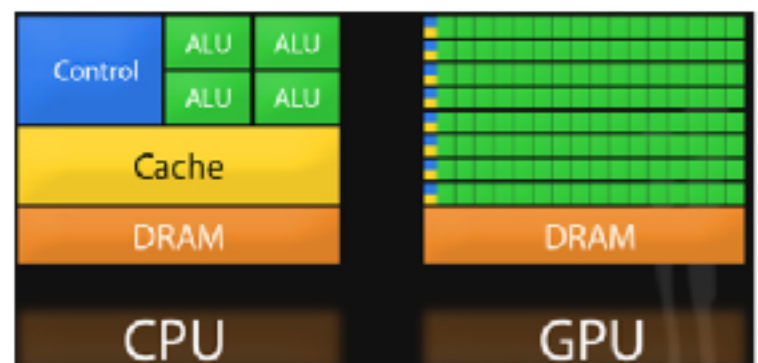 Control
ALU ALU
ALU ALU
Cache
DRAM
DRAM
CPU
GPU